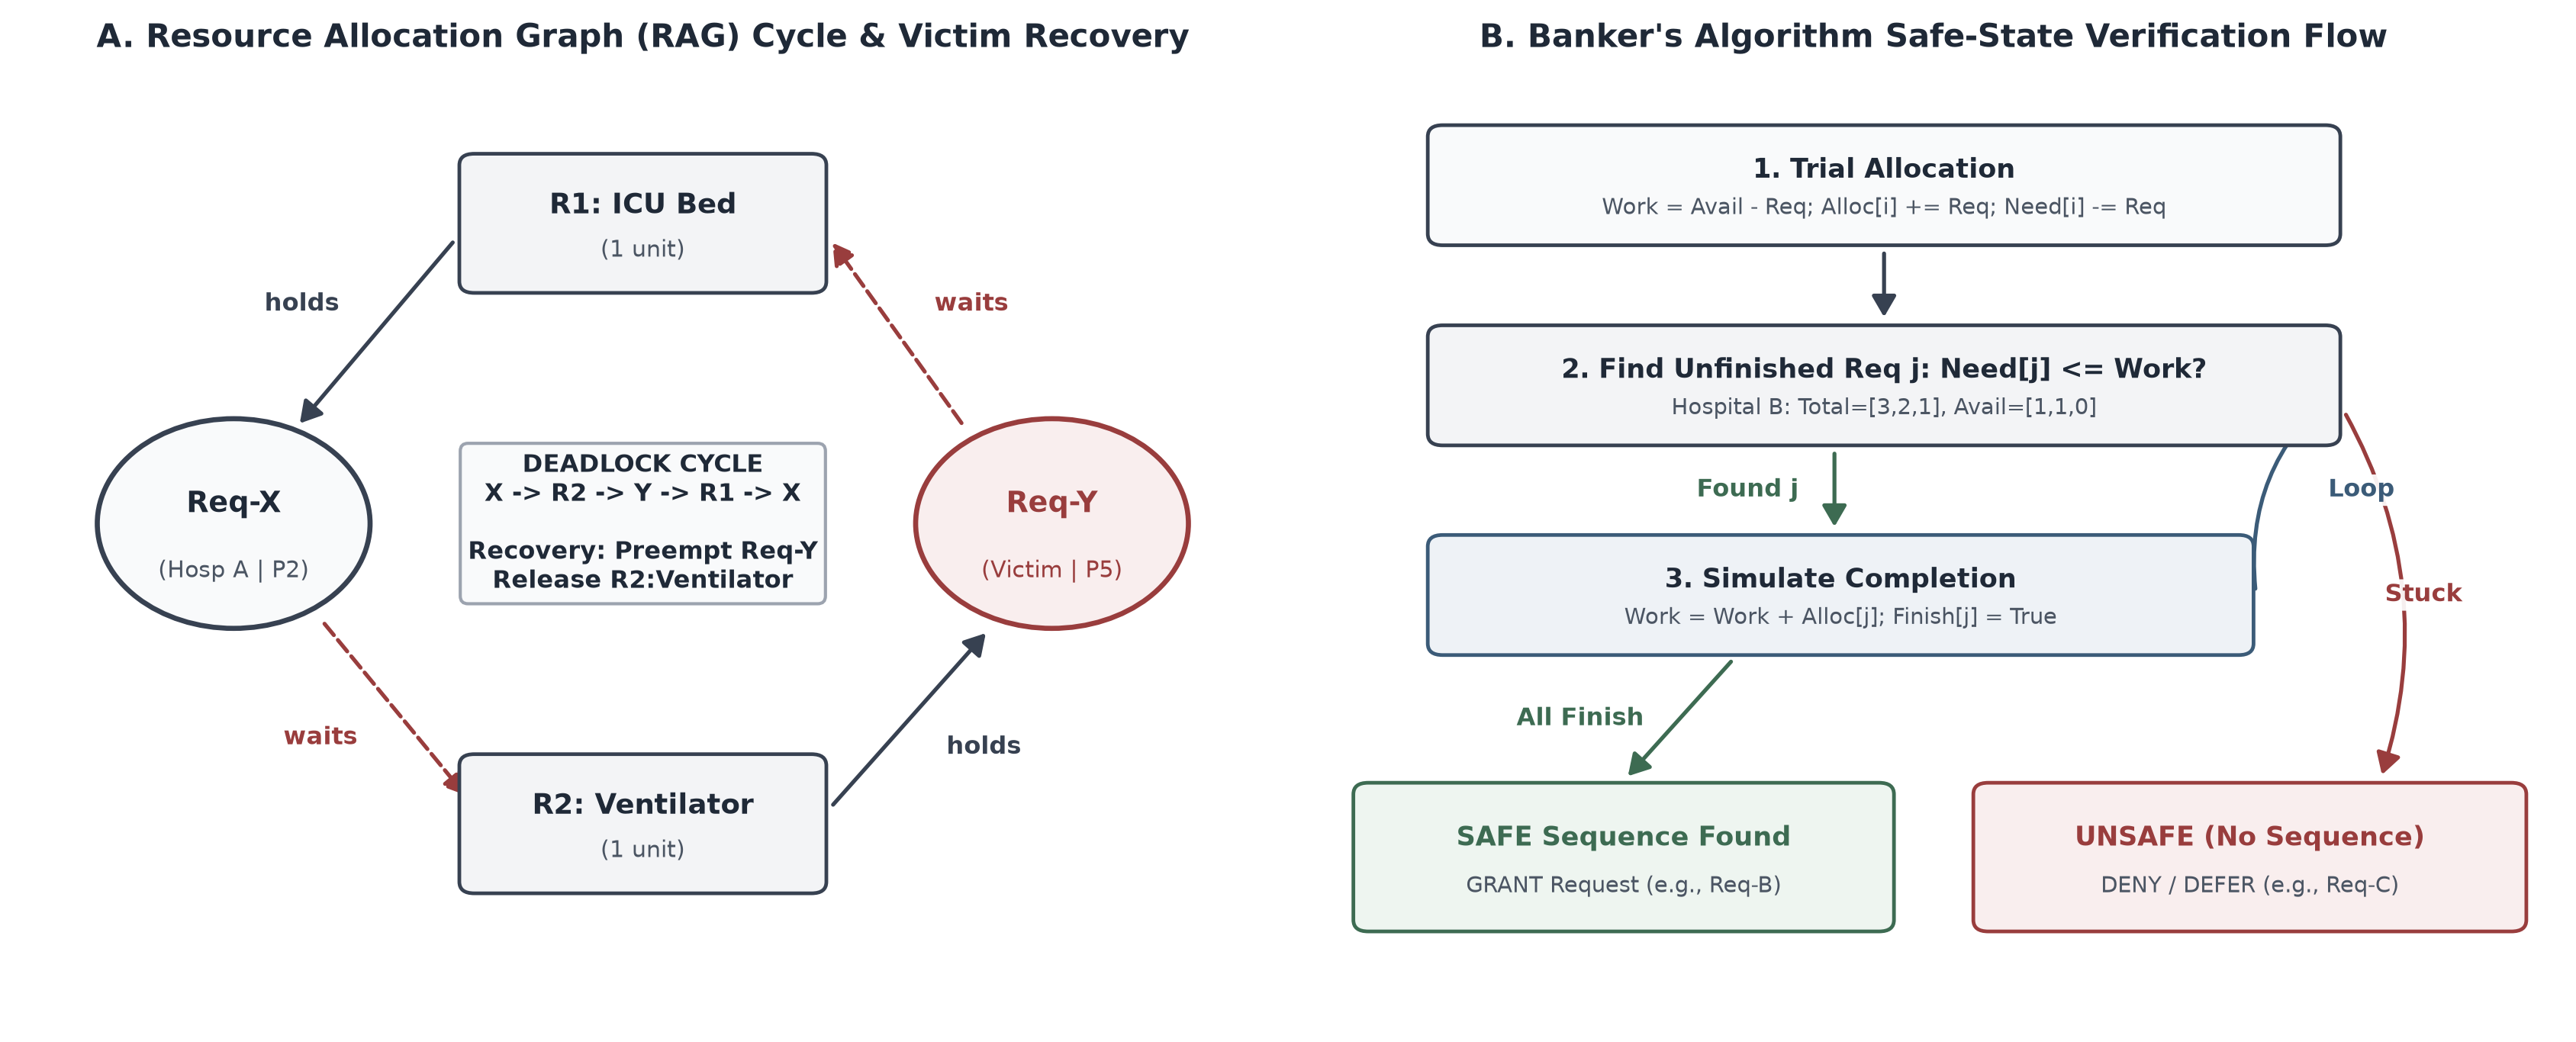 A. Resource Allocation Graph (RAG) Cycle & Victim Recovery
R1: ICU Bed
(1 unit)
holds
waits
Req-X
(Hosp A | P2)
DEADLOCK CYCLE
X -> R2 -> Y -> R1 -> X
Recovery: Preempt Req-Y
Release R2:Ventilator
Req-Y
(Victim | P5)
waits
holds
R2: Ventilator
(1 unit)
B. Banker's Algorithm Safe-State Verification Flow
1. Trial Allocation
Work = Avail - Req; Alloc[i] += Req; Need[i] -= Req
2. Find Unfinished Req j: Need[j] <= Work?
Hospital B: Total=[3,2,1], Avail=[1,1,0]
Found j
Loop
3. Simulate Completion
Work = Work + Alloc[j]; Finish[j] = True
Stuck
All Finish
SAFE Sequence Found
GRANT Request (e.g., Req-B)
UNSAFE (No Sequence)
DENY / DEFER (e.g., Req-C)